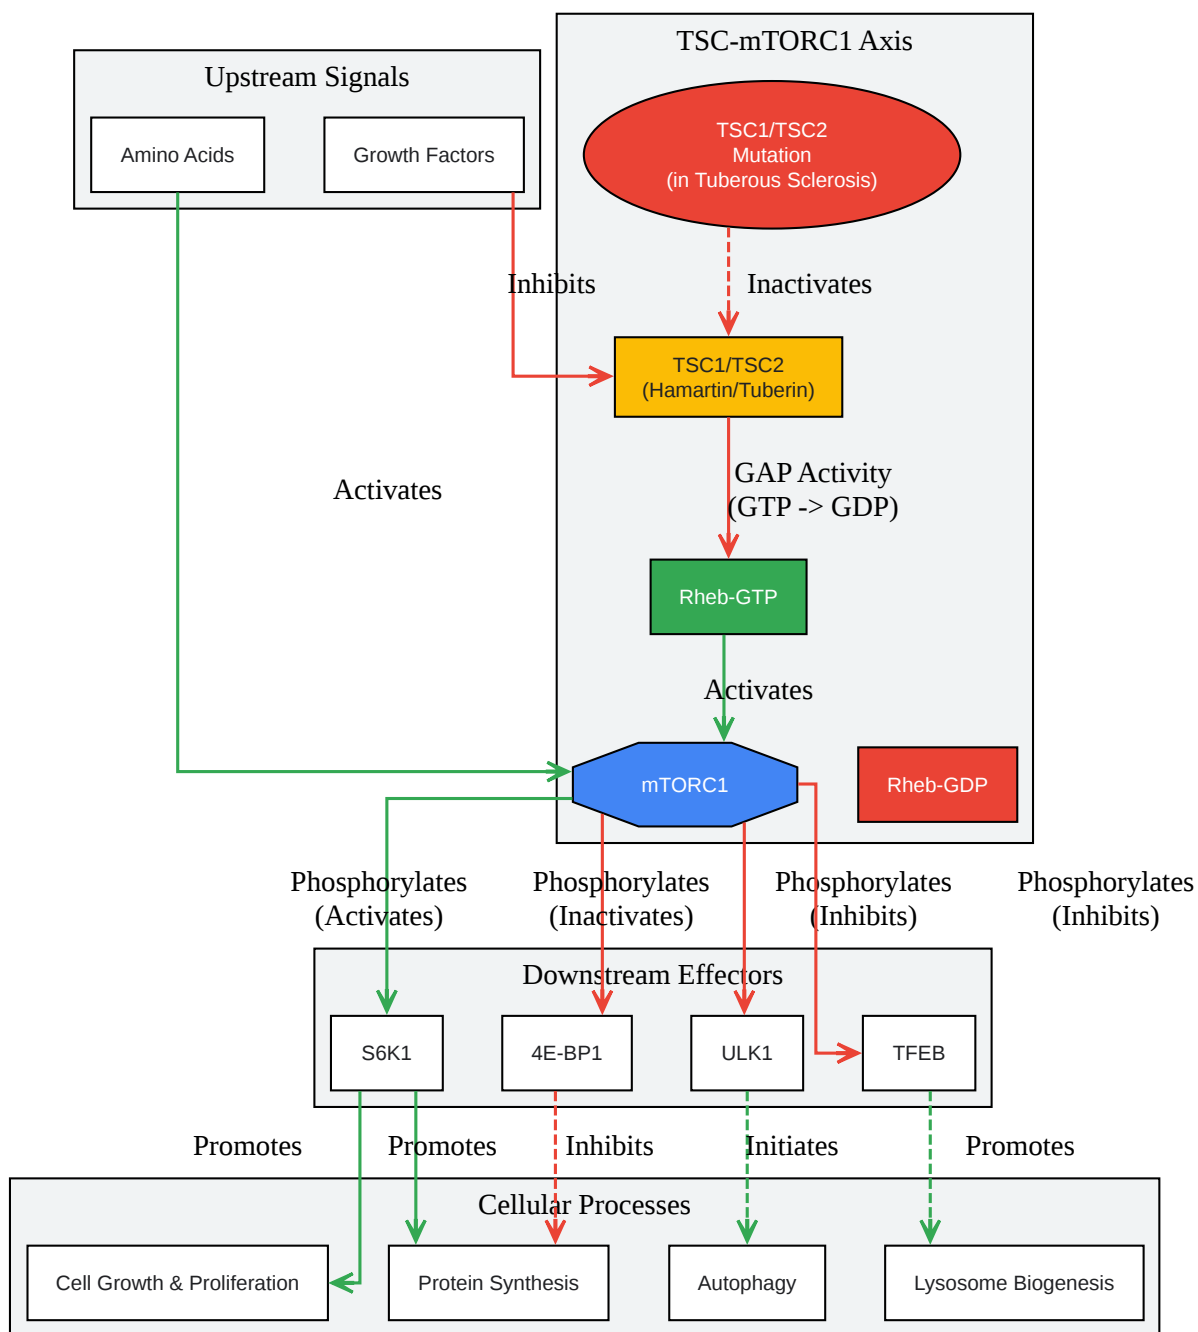 TSC-mTORC1 Axis
Upstream Signals
Amino Acids
Growth Factors
TSC1/TSC2
Mutation
(in Tuberous Sclerosis)
Inhibits
Inactivates
TSC1/TSC2
(Hamartin/Tuberin)
Activates
GAP Activity
(GTP -> GDP)
Rheb-GTP
Activates
mTORC1
Rheb-GDP
Phosphorylates
(Activates)
Phosphorylates
(Inactivates)
Phosphorylates
(Inhibits)
Phosphorylates
(Inhibits)
Downstream Effectors
S6K1
4E-BP1
ULK1
TFEB
Promotes
Promotes
Inhibits
Initiates
Promotes
Cellular Processes
Cell Growth & Proliferation
Protein Synthesis
Autophagy
Lysosome Biogenesis